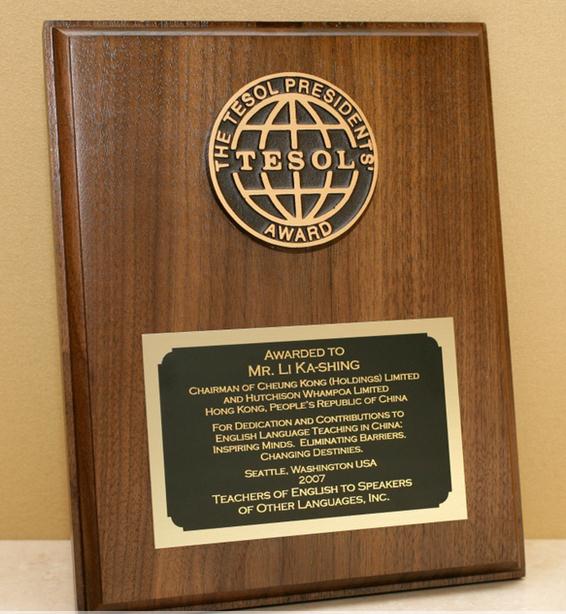 THE TESOL PRESIDENTS'
TESOL
AWARD
AWARDED TO
MR. LI KA-SHING
CHAIRMAN OF CHEUNG KONG (HOLDINGS) LIMITED
AND HUTCHISON WHAMPOA LIMITED
HONG KONG, PEOPLE'S REPUBLIC OF CHINA
FOR DEDICATION AND CONTRIBUTIONS TO
ENGLISH LANGUAGE TEACHING IN CHINA:
INSPIRING MINDS. ELIMINATING BARRIERS.
CHANGING DESTINIES.
SEATTLE, WASHINGTON USA
2007
TEACHERS OF ENGLISH TO SPEAKERS
OF OTHER LANGUAGES, INC.